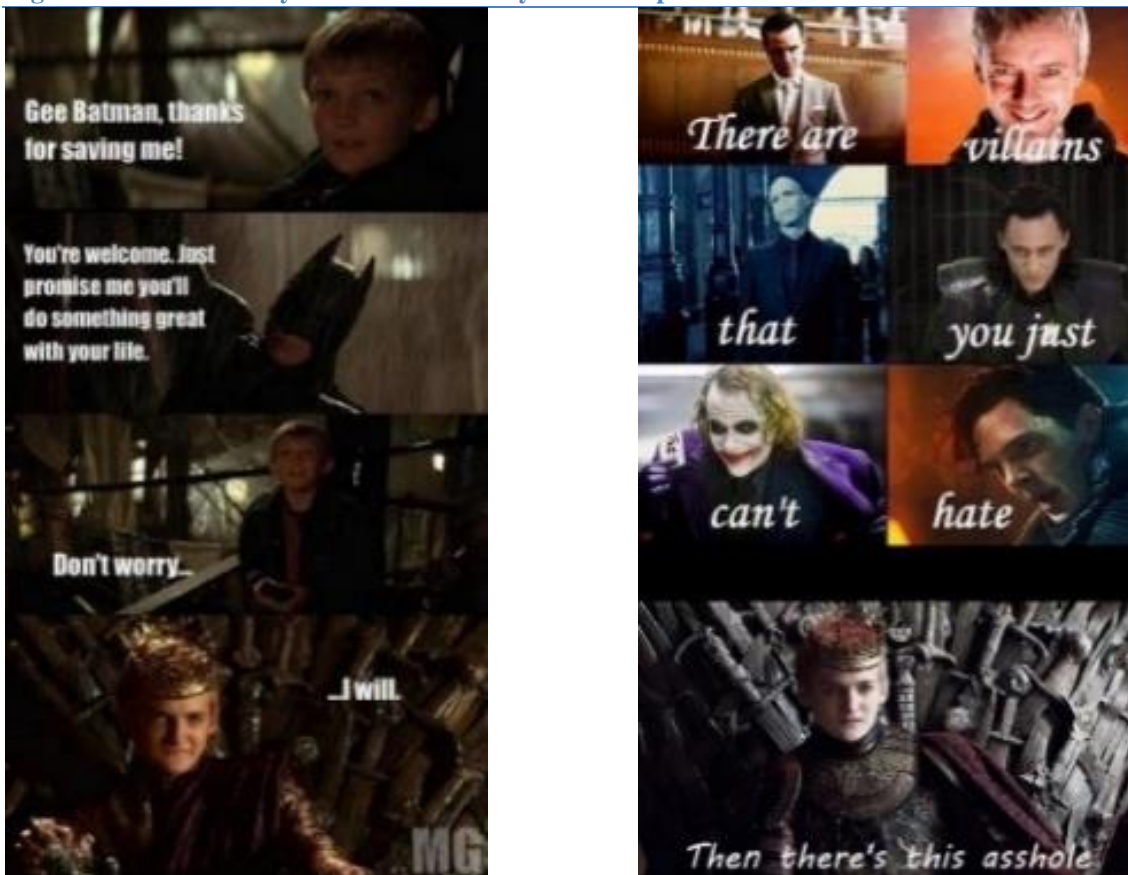 Gee Batman, thanks
for saving me!
You're welcome. Just
promise me you'll
do something great
with your life.
Don't worry...
...I will.
MG
There are
villains
that
you just
can't
hate
Then there's this asshole